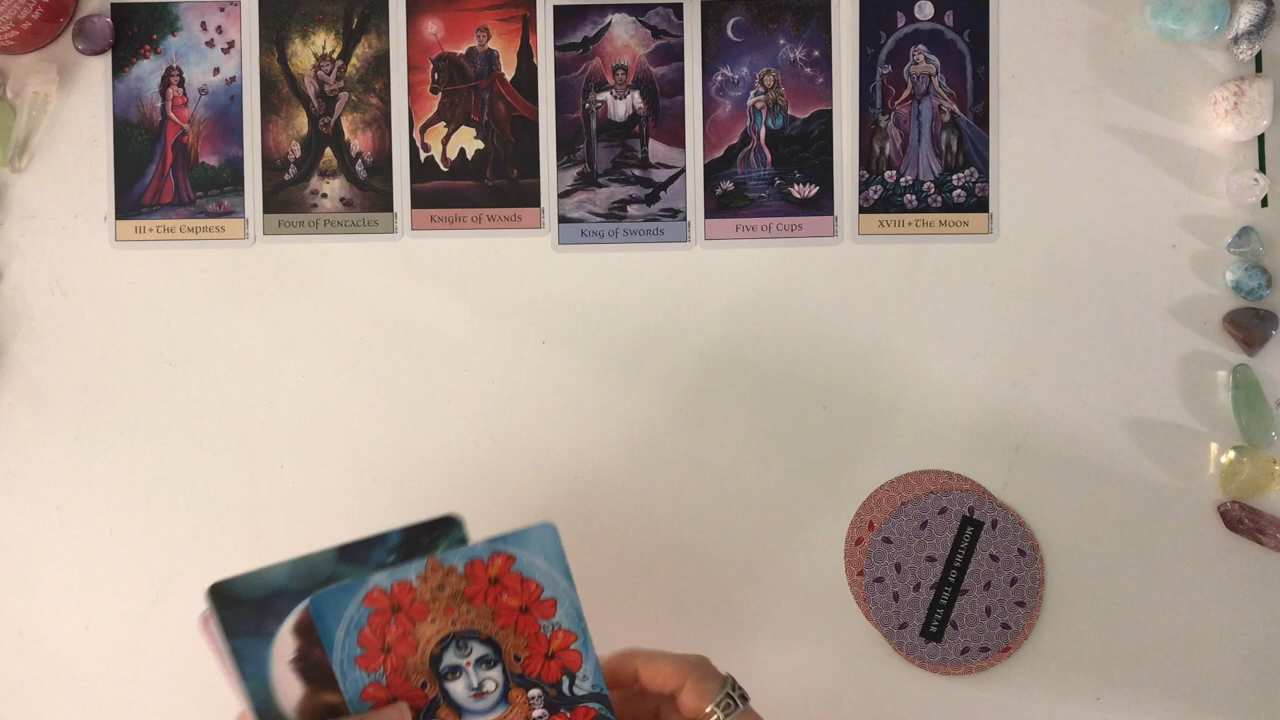 III + The Empress
Four of Pentacles
Knight of Wands
King of Swords
Five of Cups
XVIII + The Moon
MONTHS OF THE YEAR